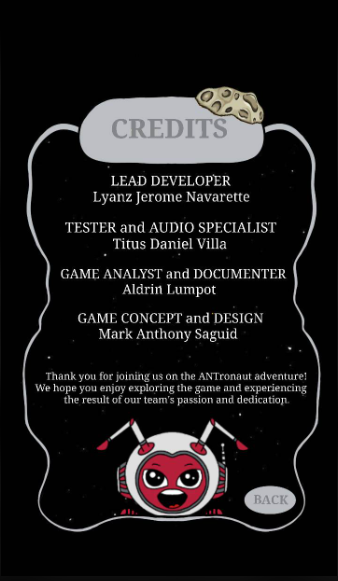 CREDITS
LEAD DEVELOPER
Lyanz Jerome Navarette
TESTER and AUDIO SPECIALIST
Titus Daniel Villa
GAME ANALYST and DOCUMENTER
Aldrin Lumpot
GAME CONCEPT and DESIGN
Mark Anthony Saguid
Thank you for joining us on the ANTronaut adventure!
We hope you enjoy exploring the game and experiencing
the result of our team's passion and dedication.
BACK